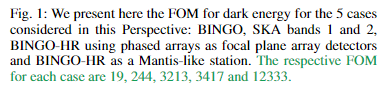 Fig. 1: We present here the FOM for dark energy for the 5 cases
considered in this Perspective: BINGO, SKA bands 1 and 2,
BINGO-HR using phased arrays as focal plane array detectors
and BINGO-HR as a Mantis-like station. The respective FOM
for each case are 19, 244, 3213, 3417 and 12333.